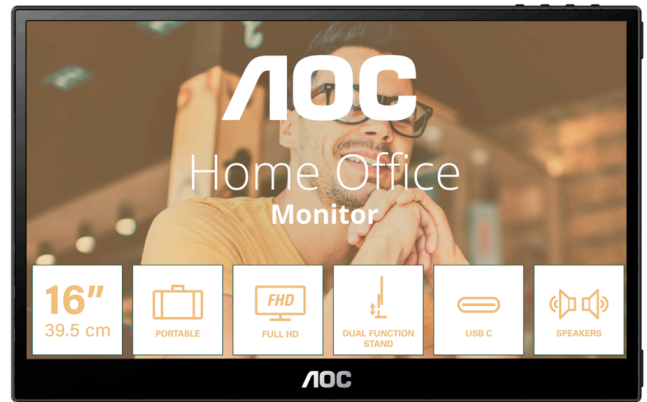 AOC
Home Office
Monitor
16"
39.5 cm
PORTABLE
FHD
FULL HD
DUAL FUNCTION
STAND
USB C
SPEAKERS
AOC